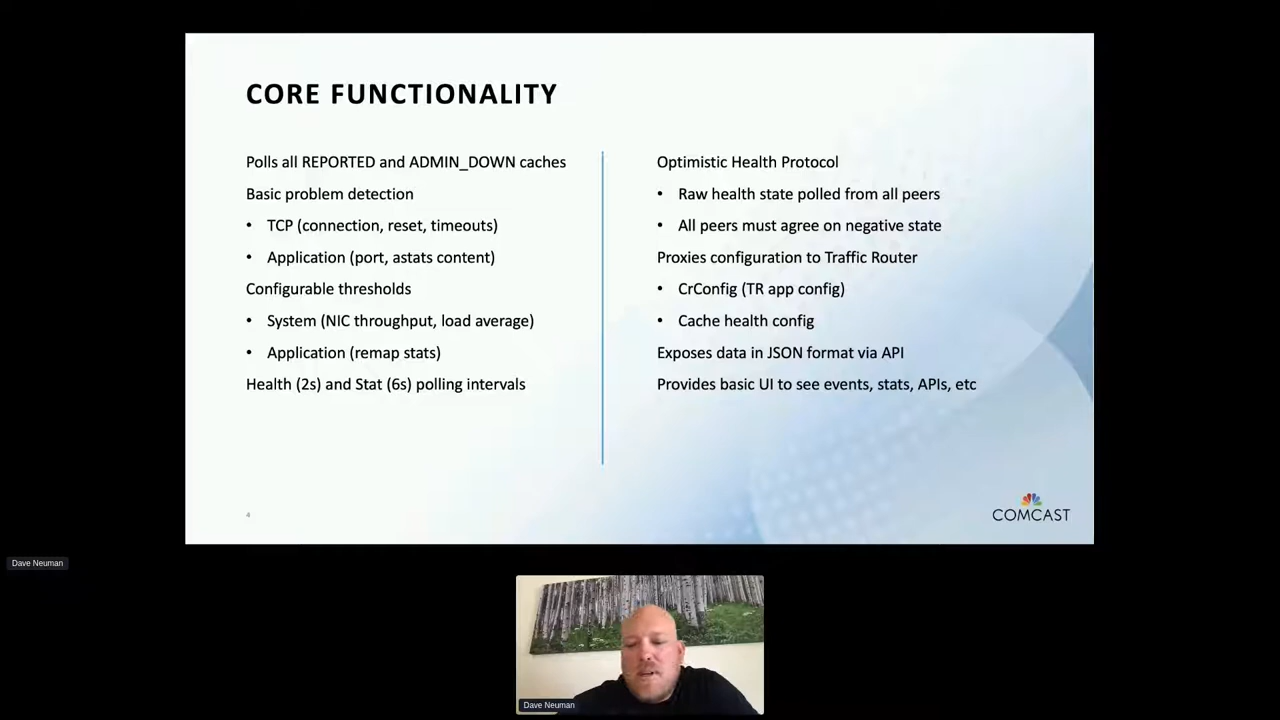 CORE FUNCTIONALITY
Polls all REPORTED and ADMIN_DOWN caches
Basic problem detection
• TCP (connection, reset, timeouts)
• Application (port, astats content)
Configurable thresholds
• System (NIC throughput, load average)
• Application (remap stats)
Health (2s) and Stat (6s) polling intervals
Optimistic Health Protocol
• Raw health state polled from all peers
• All peers must agree on negative state
Proxies configuration to Traffic Router
• CrConfig (TR app config)
• Cache health config
Exposes data in JSON format via API
Provides basic UI to see events, stats, APIs, etc
4
COMCAST
Dave Neuman
Dave Neuman